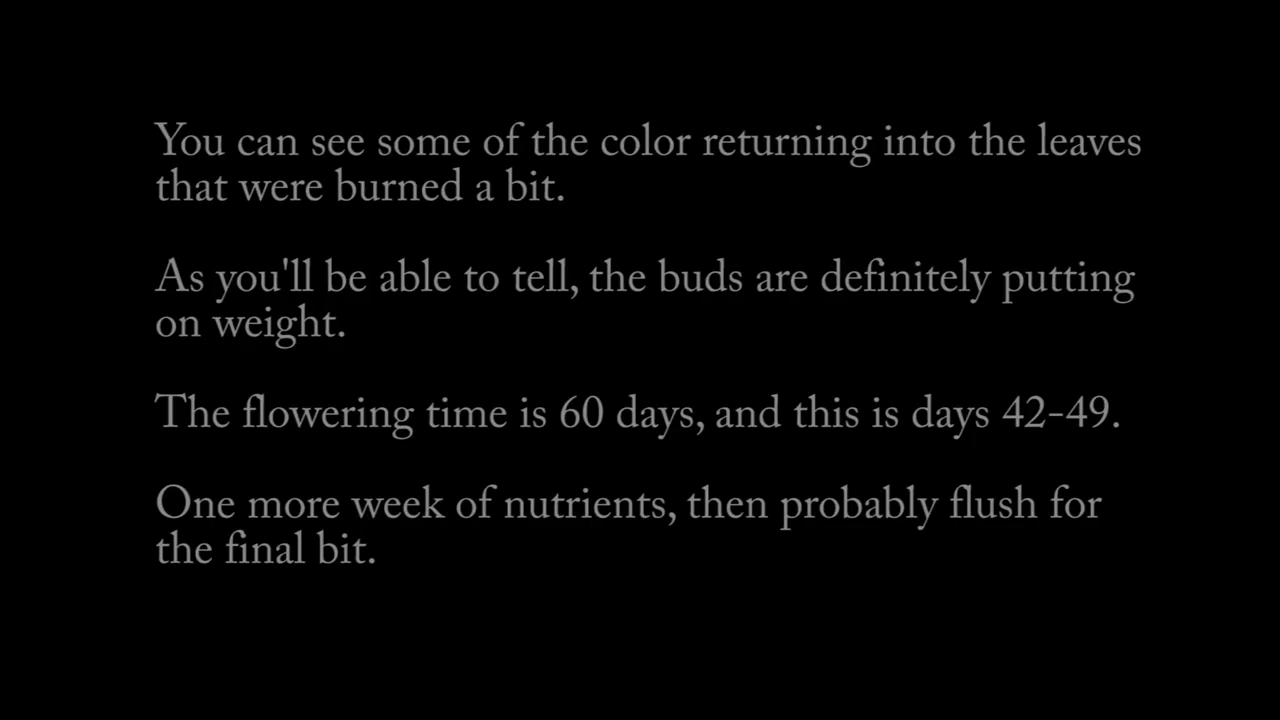 You can see some of the color returning into the leaves
that were burned a bit.
As you'll be able to tell, the buds are definitely putting
on weight.
The flowering time is 60 days, and this is days 42-49.
One more week of nutrients, then probably flush for
the final bit.